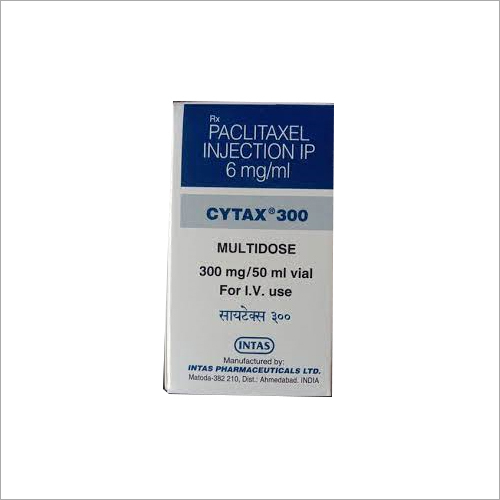 Rx
PACLITAXEL
INJECTION IP
6 mg/ml
CYTAX® 300
MULTIDOSE
300 mg/50 ml vial
For I.V. use
सायटेक्स ३००
INTAS
Manufactured by:
INTAS PHARMACEUTICALS LTD.
Matoda-382 210, Dist.: Ahmedabad. INDIA